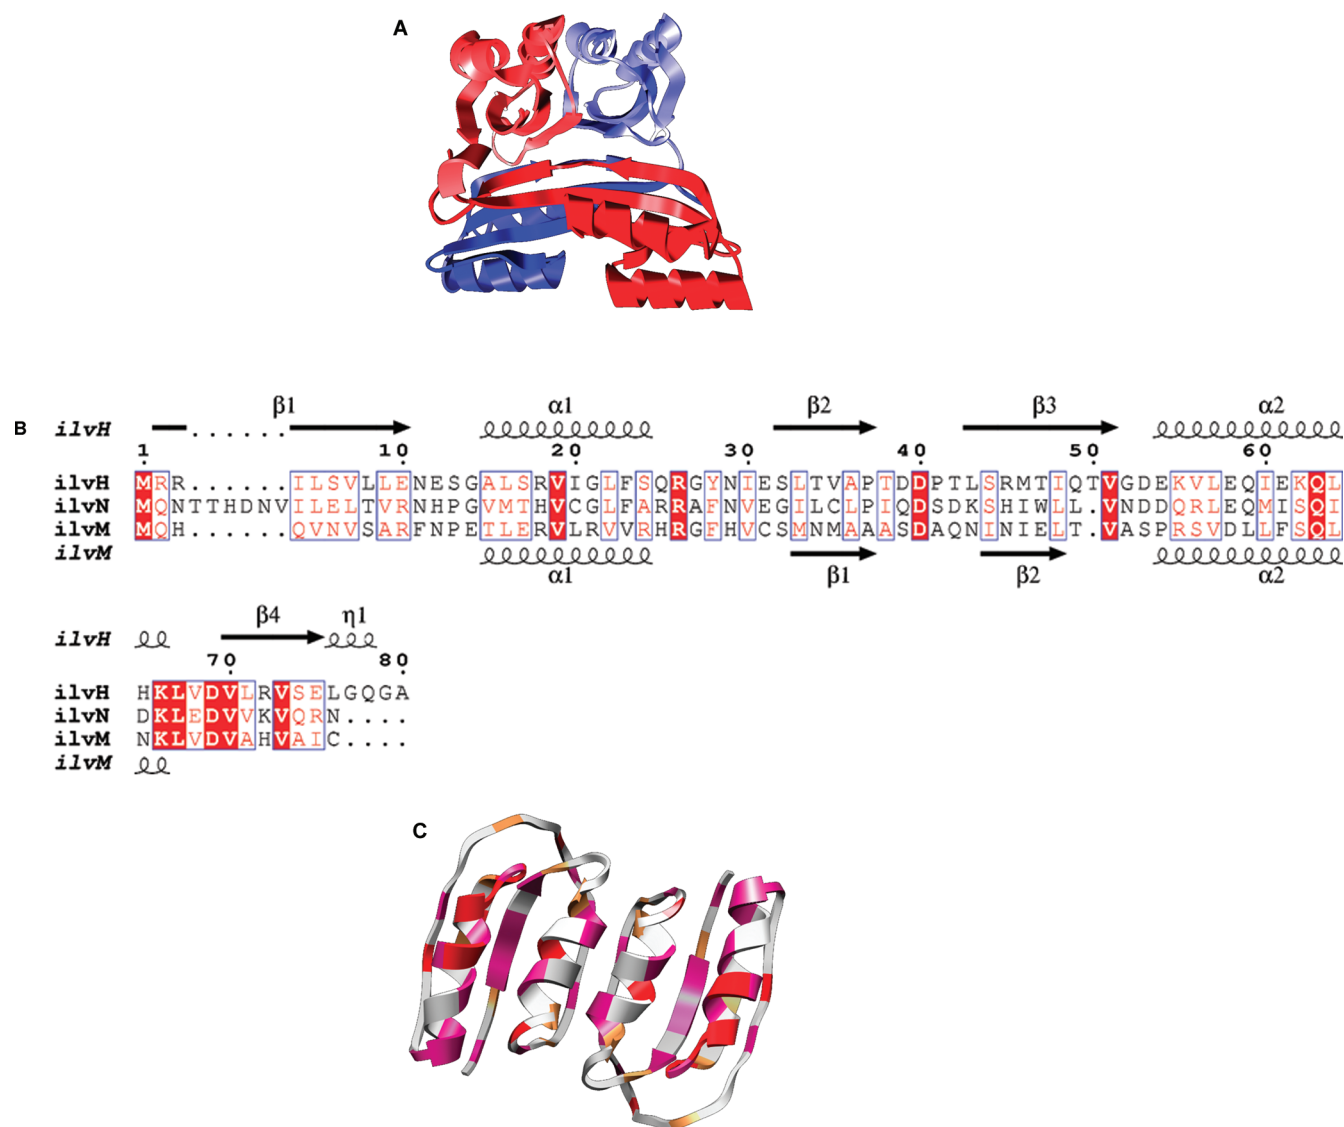 A
β1 α1 β2 β3 α2
B ilvH ......
1 10 20 30 40 50 60
ilvH MRR......ILSVLLENESGALSRVIGLFSQRGYNIESLTVAPTDDPTLSRMTIQTVGDEKVLEQIEKQL
ilvN MQNTTHDNVILELTVRNHPGVMTHVCGLFARRAFNVEGILCLPIQDSDKSHIWLL.VNDDQRLEQMISQL
ilvM MQH......QVNVSARFNPETLERVLRVVRHRGFHVCSMNMAAASDAQNINIELT.VASPRSVDLLFSQL
ilvM
α1 β1 β2 α2
β4 η1
ilvH
70 80
ilvH HKLVDVLRVSELGQGA
ilvN DKLEDVVKVQRN....
ilvM NKLVDVAHVAIC....
ilvM
C